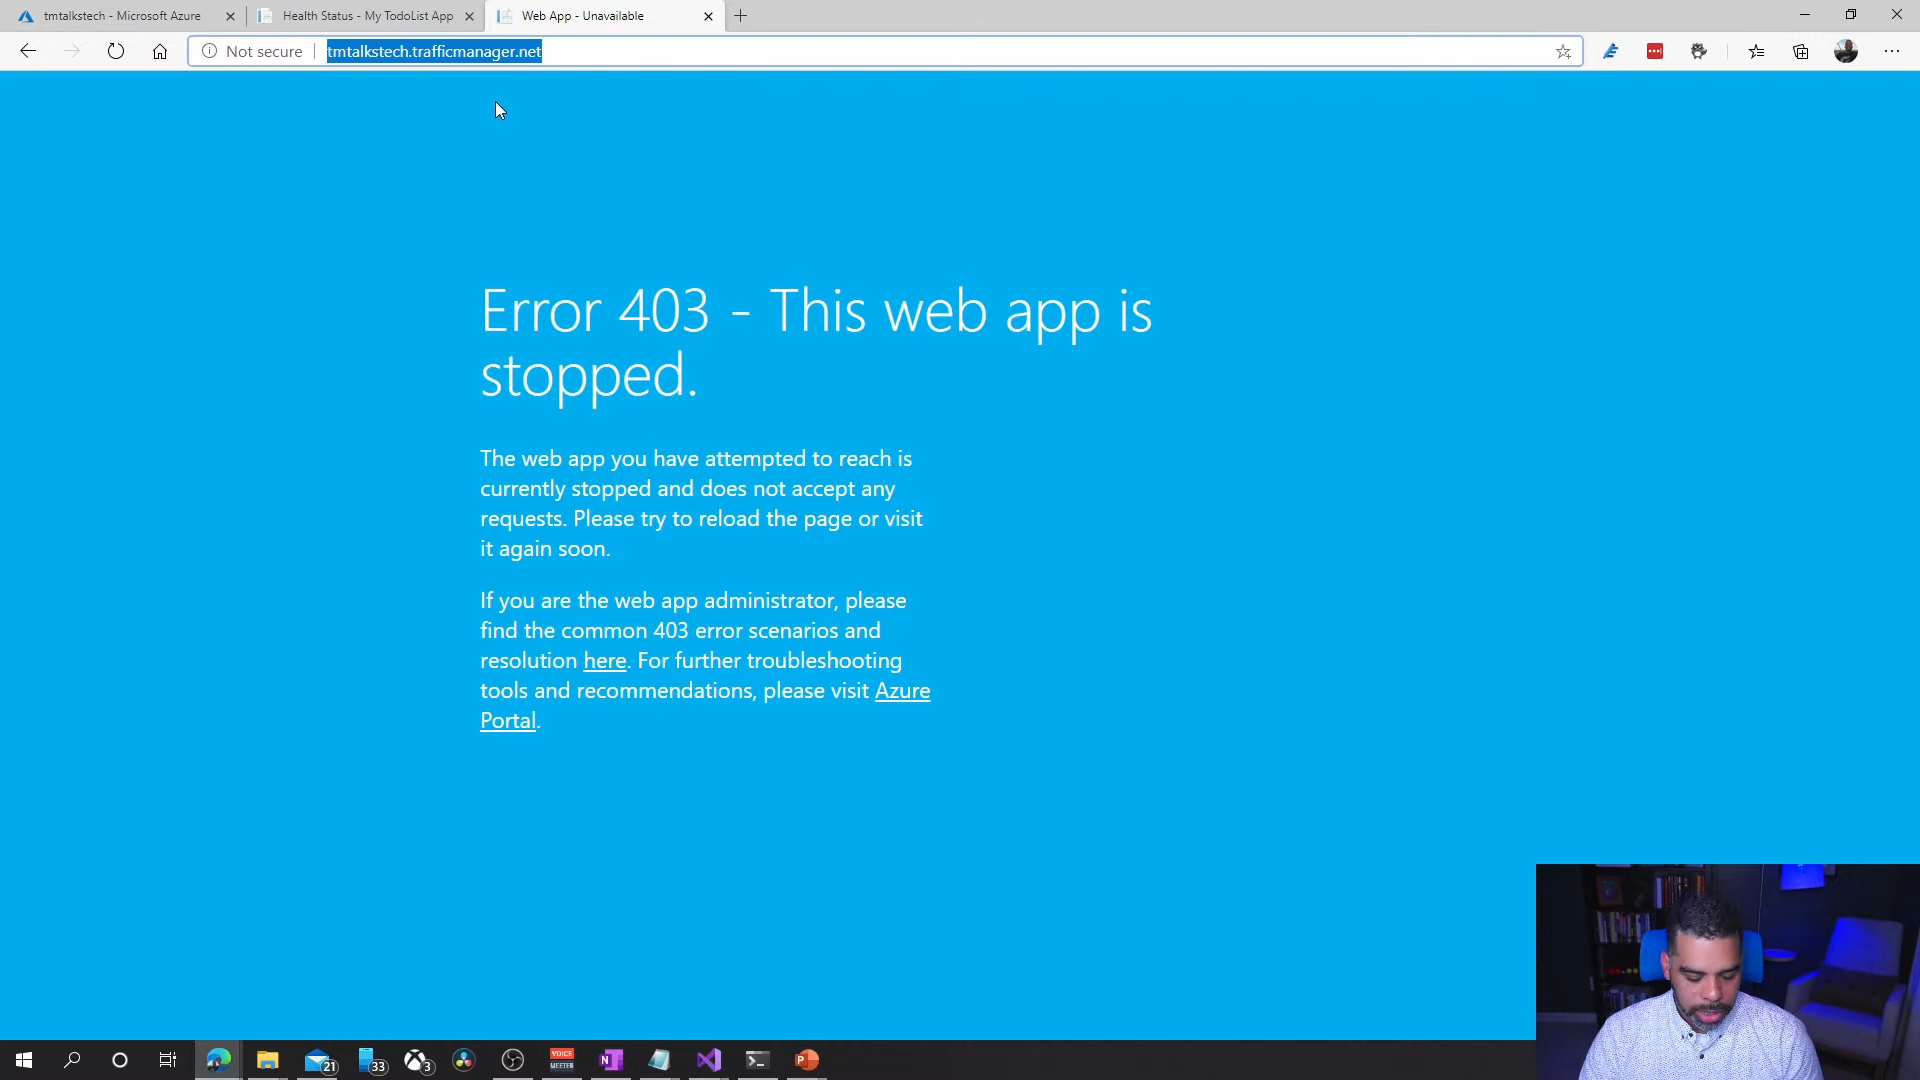 tmtalkstech - Microsoft Azure
Health Status - My TodoList App
Web App - Unavailable
Not secure
tmtalkstech.trafficmanager.net
Error 403 - This web app is
stopped.
The web app you have attempted to reach is
currently stopped and does not accept any
requests. Please try to reload the page or visit
it again soon.
If you are the web app administrator, please
find the common 403 error scenarios and
resolution here. For further troubleshooting
tools and recommendations, please visit Azure
Portal.
21
33
3
VOICE
MEETER
N
P